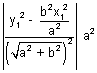 | (y₁² − b²x₁²/a²) / (√(a² + b²))² | a²